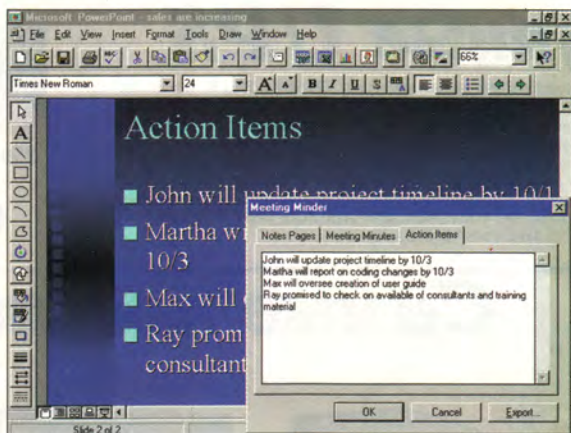 Microsoft PowerPoint - sales are increasing
File Edit View Insert Format Tools Draw Window Help
66%
Times New Roman 24 A A B I U S
Action Items
John will update project timeline by 10/1
Martha wi
10/3
Max will
Ray prom
consultant
Meeting Minder
Notes Pages Meeting Minutes Action Items
John will update project timeline by 10/3
Martha will report on coding changes by 10/3
Max will oversee creation of user guide
Ray promised to check on available of consultants and training
material
OK Cancel Export...
Slide 2 of 2